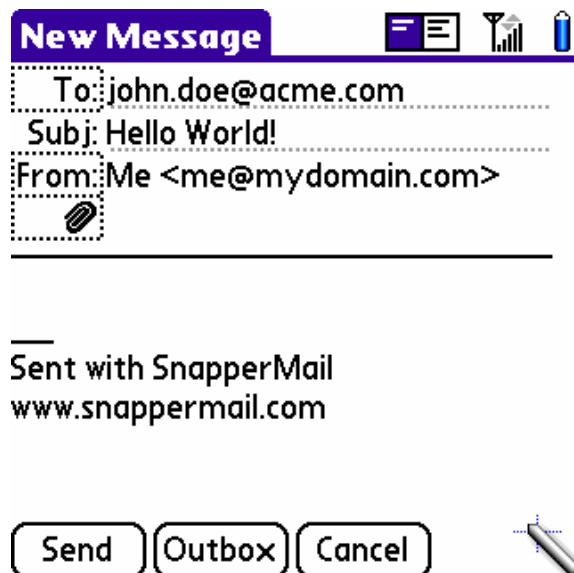 New Message
To: john.doe@acme.com
Subj: Hello World!
From: Me <me@mydomain.com>
Sent with SnapperMail
www.snappermail.com
Send Outbox Cancel